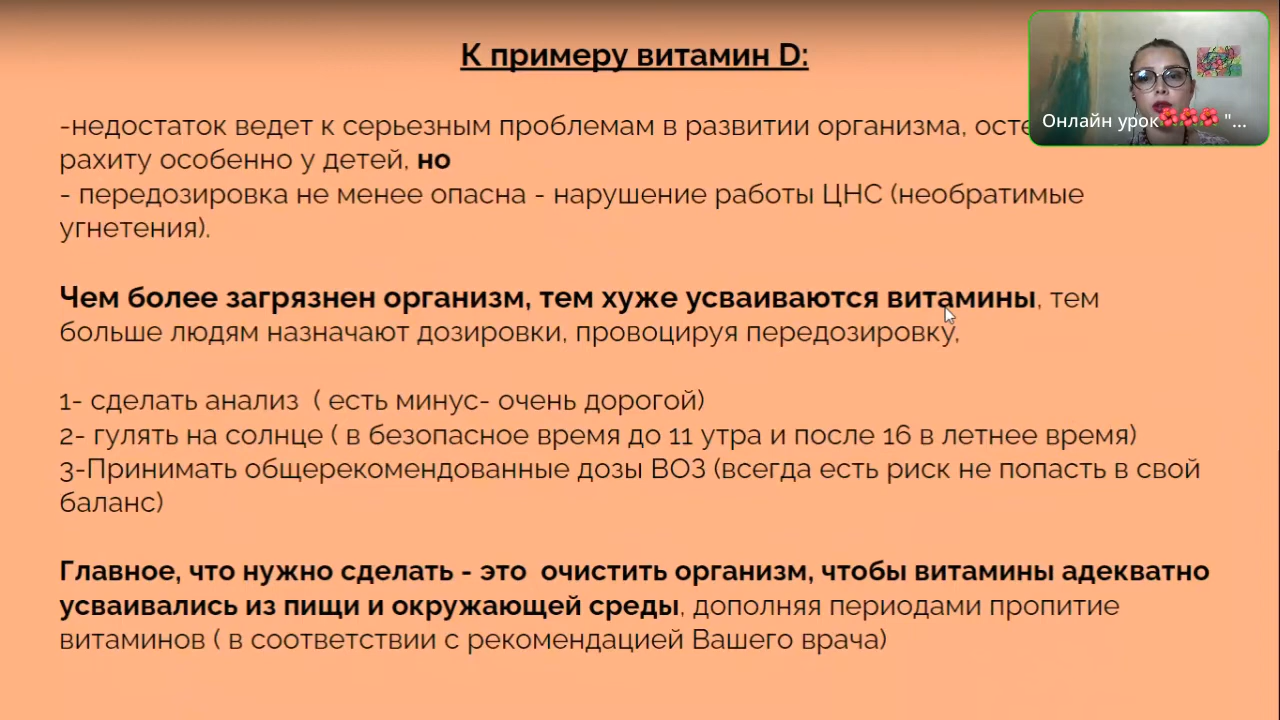 К примеру витамин D:
Онлайн урок🌺🌺🌺 "...
-недостаток ведет к серьезным проблемам в развитии организма,
рахиту особенно у детей, но
- передозировка не менее опасна - нарушение работы ЦНС (необратимые
угнетения).
Чем более загрязнен организм, тем хуже усваиваются витамины, тем
больше людям назначают дозировки, провоцируя передозировку,
1- сделать анализ  ( есть минус- очень дорогой)
2- гулять на солнце ( в безопасное время до 11 утра и после 16 в летнее время)
3-Принимать общерекомендованные дозы ВОЗ (всегда есть риск не попасть в свой
баланс)
Главное, что нужно сделать - это  очистить организм, чтобы витамины адекватно
усваивались из пищи и окружающей среды, дополняя периодами пропитие
витаминов ( в соответствии с рекомендацией Вашего врача)